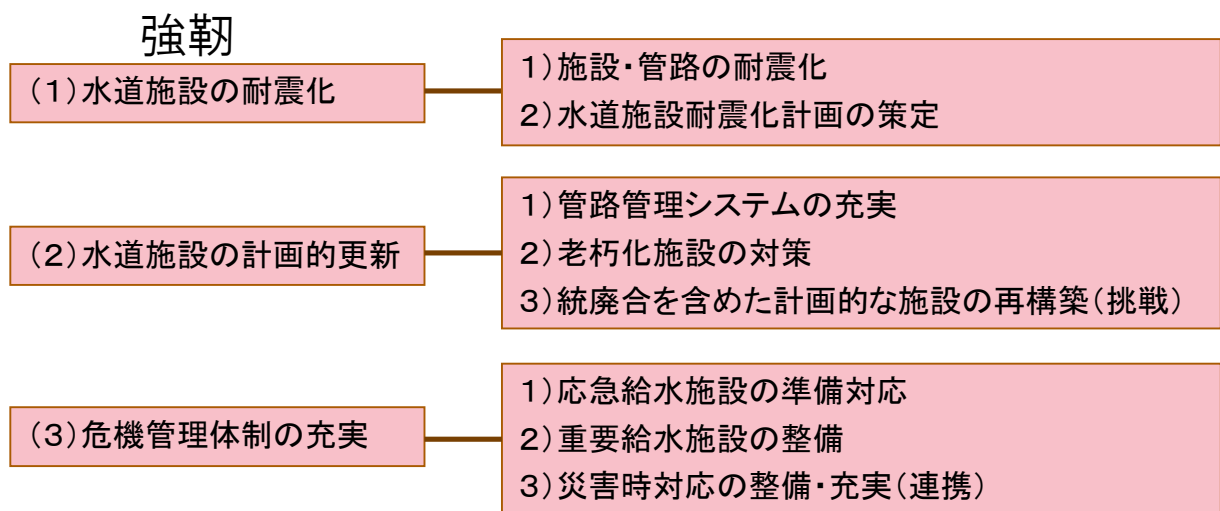 強靭
(1)水道施設の耐震化
1)施設・管路の耐震化
2)水道施設耐震化計画の策定
(2)水道施設の計画的更新
1)管路管理システムの充実
2)老朽化施設の対策
3)統廃合を含めた計画的な施設の再構築(挑戦)
(3)危機管理体制の充実
1)応急給水施設の準備対応
2)重要給水施設の整備
3)災害時対応の整備・充実(連携)